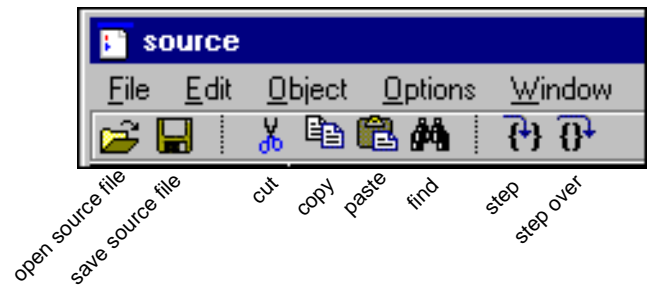 source
File Edit Object Options Window
open source file
save source file
cut
copy
paste
find
step
step over